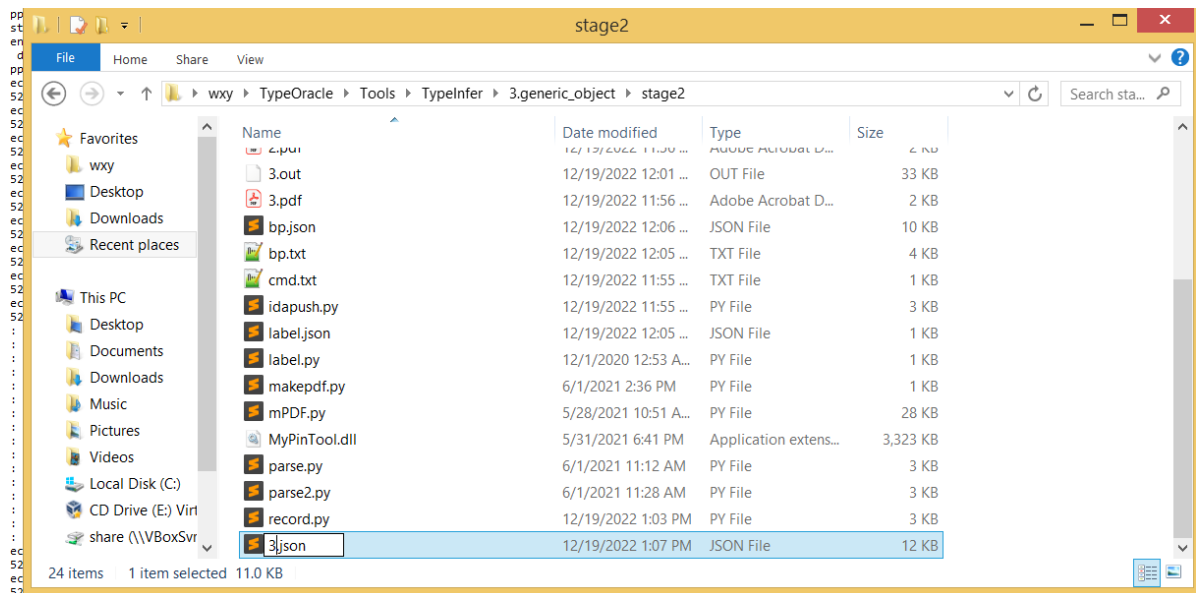 stage2
File Home Share View
wxy TypeOracle Tools TypeInfer 3.generic_object stage2 Search sta...
Name Date modified Type Size
Favorites
wxy
Desktop
Downloads
Recent places
This PC
Desktop
Documents
Downloads
Music
Pictures
Videos
Local Disk (C:)
CD Drive (E:) Virt
share (\\VBoxSvr
2.pdf 12/19/2022 11:56 ... Adobe Acrobat D... 2 KB
3.out 12/19/2022 12:01 ... OUT File 33 KB
3.pdf 12/19/2022 11:56 ... Adobe Acrobat D... 2 KB
bp.json 12/19/2022 12:06 ... JSON File 10 KB
bp.txt 12/19/2022 12:05 ... TXT File 4 KB
cmd.txt 12/19/2022 11:55 ... TXT File 1 KB
idapush.py 12/19/2022 11:55 ... PY File 3 KB
label.json 12/19/2022 12:05 ... JSON File 1 KB
label.py 12/1/2020 12:53 A... PY File 1 KB
makepdf.py 6/1/2021 2:36 PM PY File 1 KB
mPDF.py 5/28/2021 10:51 A... PY File 28 KB
MyPinTool.dll 5/31/2021 6:41 PM Application extens... 3,323 KB
parse.py 6/1/2021 11:12 AM PY File 3 KB
parse2.py 6/1/2021 11:28 AM PY File 3 KB
record.py 12/19/2022 1:03 PM PY File 3 KB
3.json 12/19/2022 1:07 PM JSON File 12 KB
24 items 1 item selected 11.0 KB